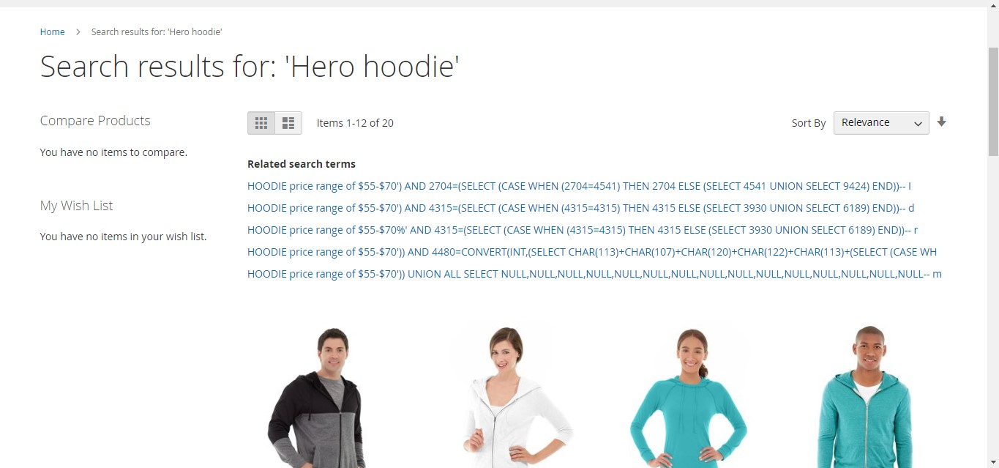 Home > Search results for: 'Hero hoodie'
Search results for: 'Hero hoodie'
Compare Products
You have no items to compare.
My Wish List
You have no items in your wish list.
Items 1-12 of 20
Sort By Relevance
Related search terms
HOODIE price range of $55-$70') AND 2704=(SELECT (CASE WHEN (2704=4541) THEN 2704 ELSE (SELECT 4541 UNION SELECT 9424) END))-- I
HOODIE price range of $55-$70') AND 4315=(SELECT (CASE WHEN (4315=4315) THEN 4315 ELSE (SELECT 3930 UNION SELECT 6189) END))-- d
HOODIE price range of $55-$70%' AND 4315=(SELECT (CASE WHEN (4315=4315) THEN 4315 ELSE (SELECT 3930 UNION SELECT 6189) END))-- r
HOODIE price range of $55-$70')) AND 4480=CONVERT(INT,(SELECT CHAR(113)+CHAR(107)+CHAR(120)+CHAR(122)+CHAR(113)+(SELECT (CASE WH
HOODIE price range of $55-$70')) UNION ALL SELECT NULL,NULL,NULL,NULL,NULL,NULL,NULL,NULL,NULL,NULL,NULL,NULL,NULL,NULL,NULL-- m